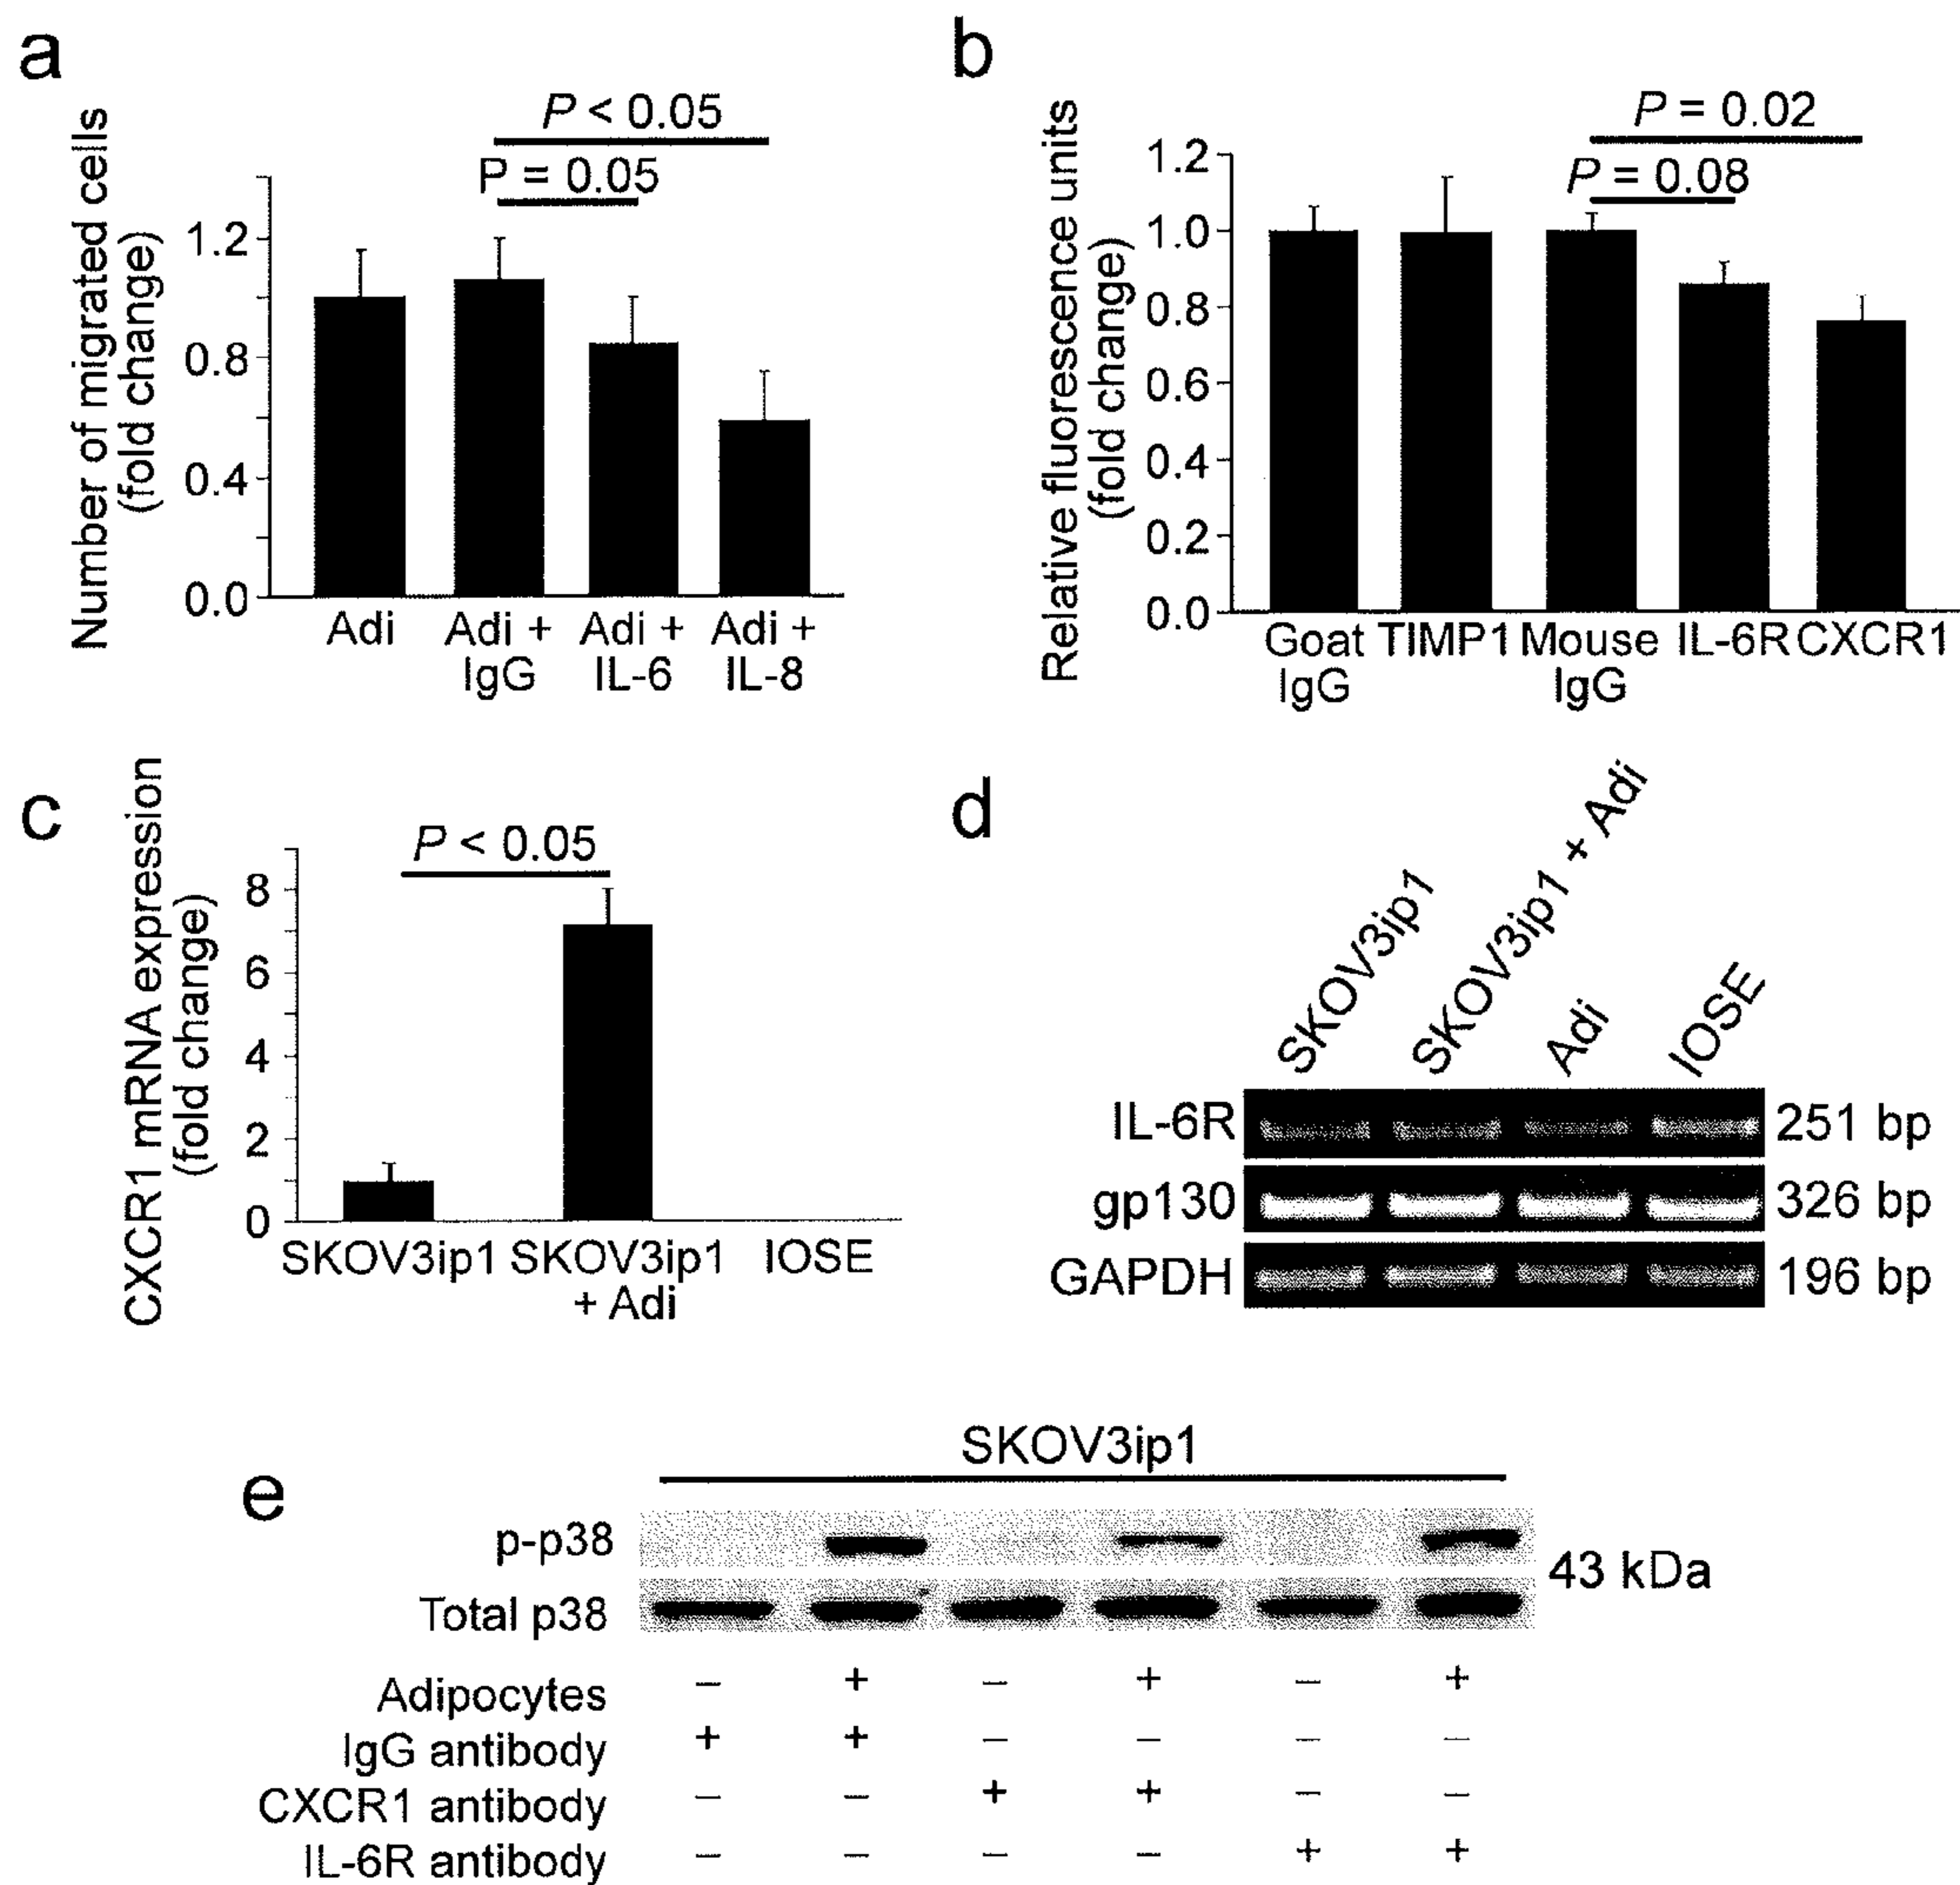 a
Number of migrated cells
(fold change)
P < 0.05
P = 0.05
1.2
0.8
0.4
0.0
Adi
Adi +
IgG
Adi +
IL-6
Adi +
IL-8
b
Relative fluorescence units
(fold change)
P = 0.02
P = 0.08
1.2
1.0
0.8
0.6
0.4
0.2
0.0
Goat
IgG
TIMP1
Mouse
IgG
IL-6R
CXCR1
c
CXCR1 mRNA expression
(fold change)
P < 0.05
8
6
4
2
0
SKOV3ip1
SKOV3ip1
+ Adi
IOSE
d
SKOV3ip1
SKOV3ip1 + Adi
Adi
IOSE
IL-6R 251 bp
gp130 326 bp
GAPDH 196 bp
e
SKOV3ip1
p-p38
43 kDa
Total p38
Adipocytes – + – + – +
IgG antibody + + – – – –
CXCR1 antibody – – + + – –
IL-6R antibody – – – – + +